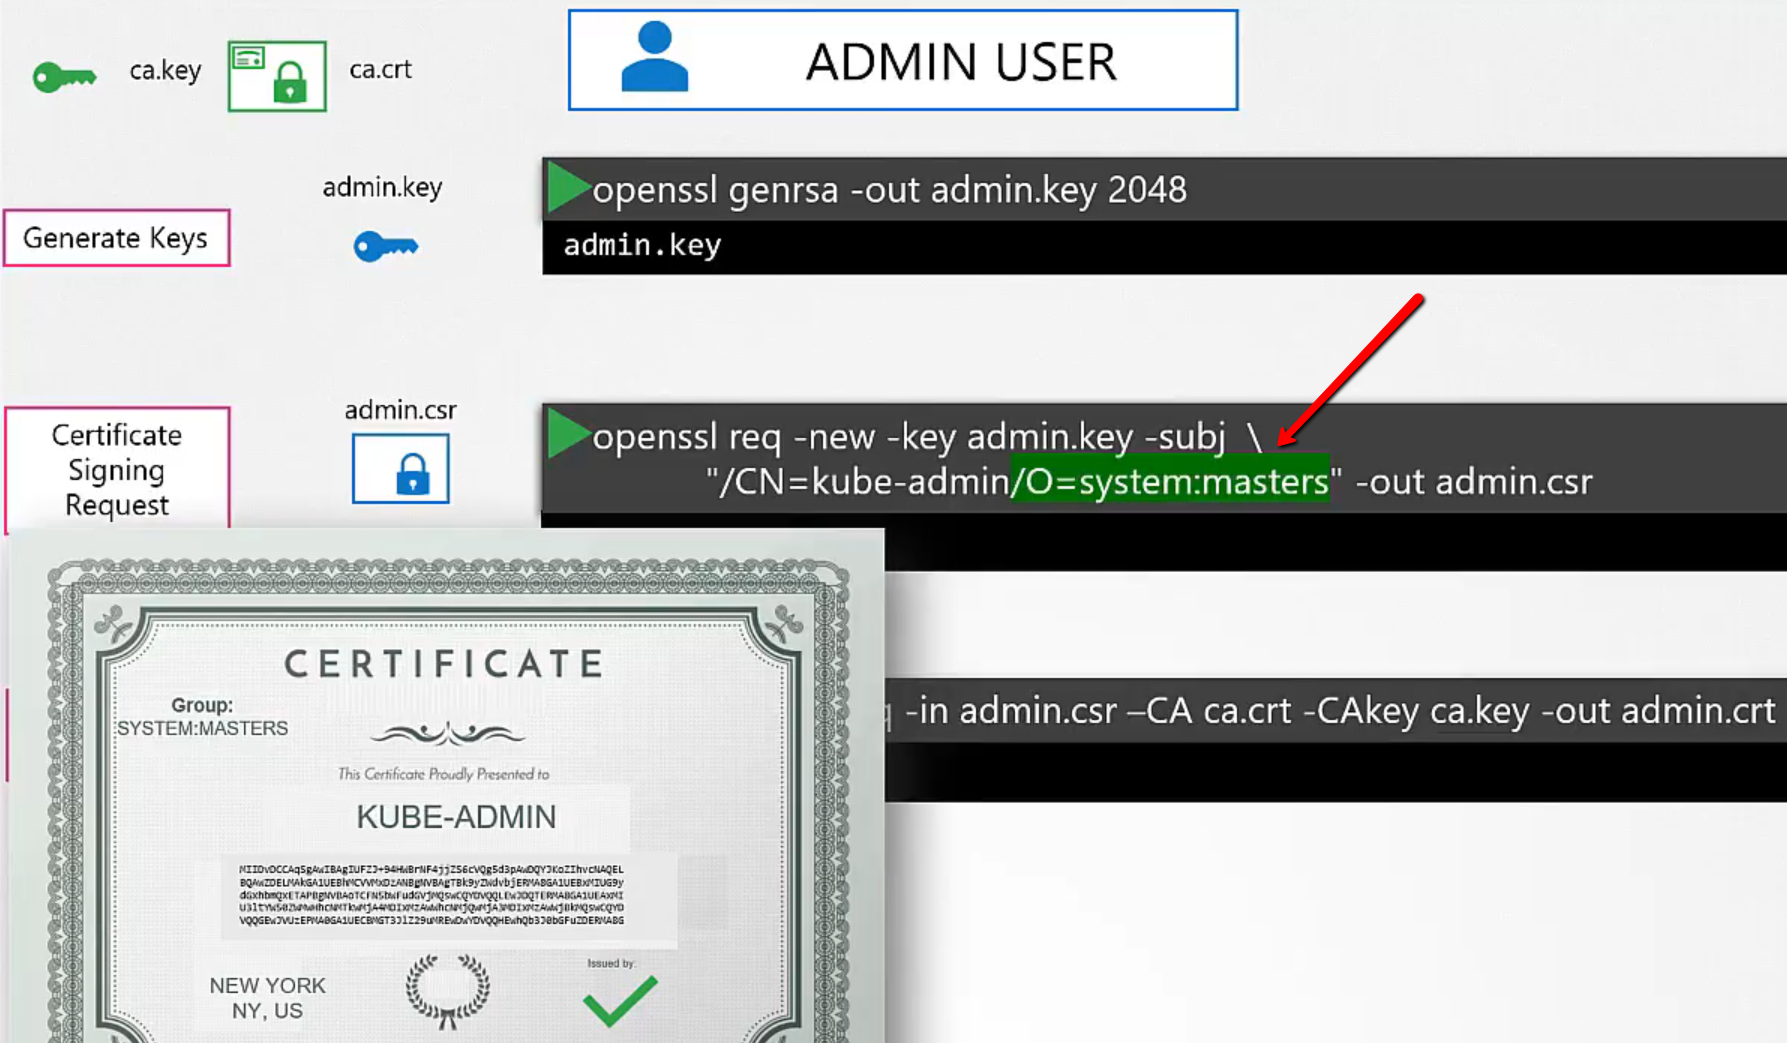 ca.key
ca.crt
ADMIN USER
admin.key
openssl genrsa -out admin.key 2048
Generate Keys
admin.key
admin.csr
Certificate
Signing
Request
openssl req -new -key admin.key -subj \
"/CN=kube-admin/O=system:masters" -out admin.csr
-in admin.csr –CA ca.crt -CAkey ca.key -out admin.crt
CERTIFICATE
Group:
SYSTEM:MASTERS
This Certificate Proudly Presented to
KUBE-ADMIN
Issued by:
NEW YORK
NY, US